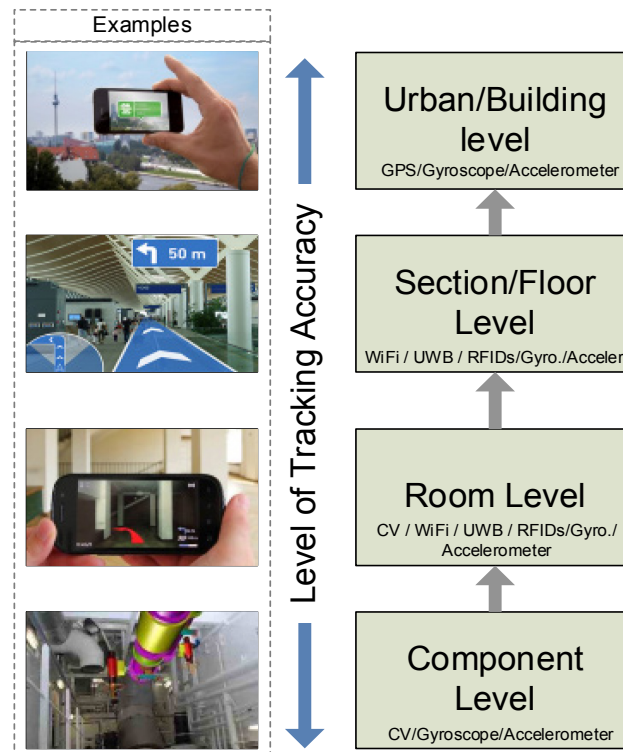 Examples
50 m
Level of Tracking Accuracy
Urban/Building
level
GPS/Gyroscope/Accelerometer
Section/Floor
Level
WiFi / UWB / RFIDs/Gyro./Acceler
Room Level
CV / WiFi / UWB / RFIDs/Gyro./
Accelerometer
Component
Level
CV/Gyroscope/Accelerometer